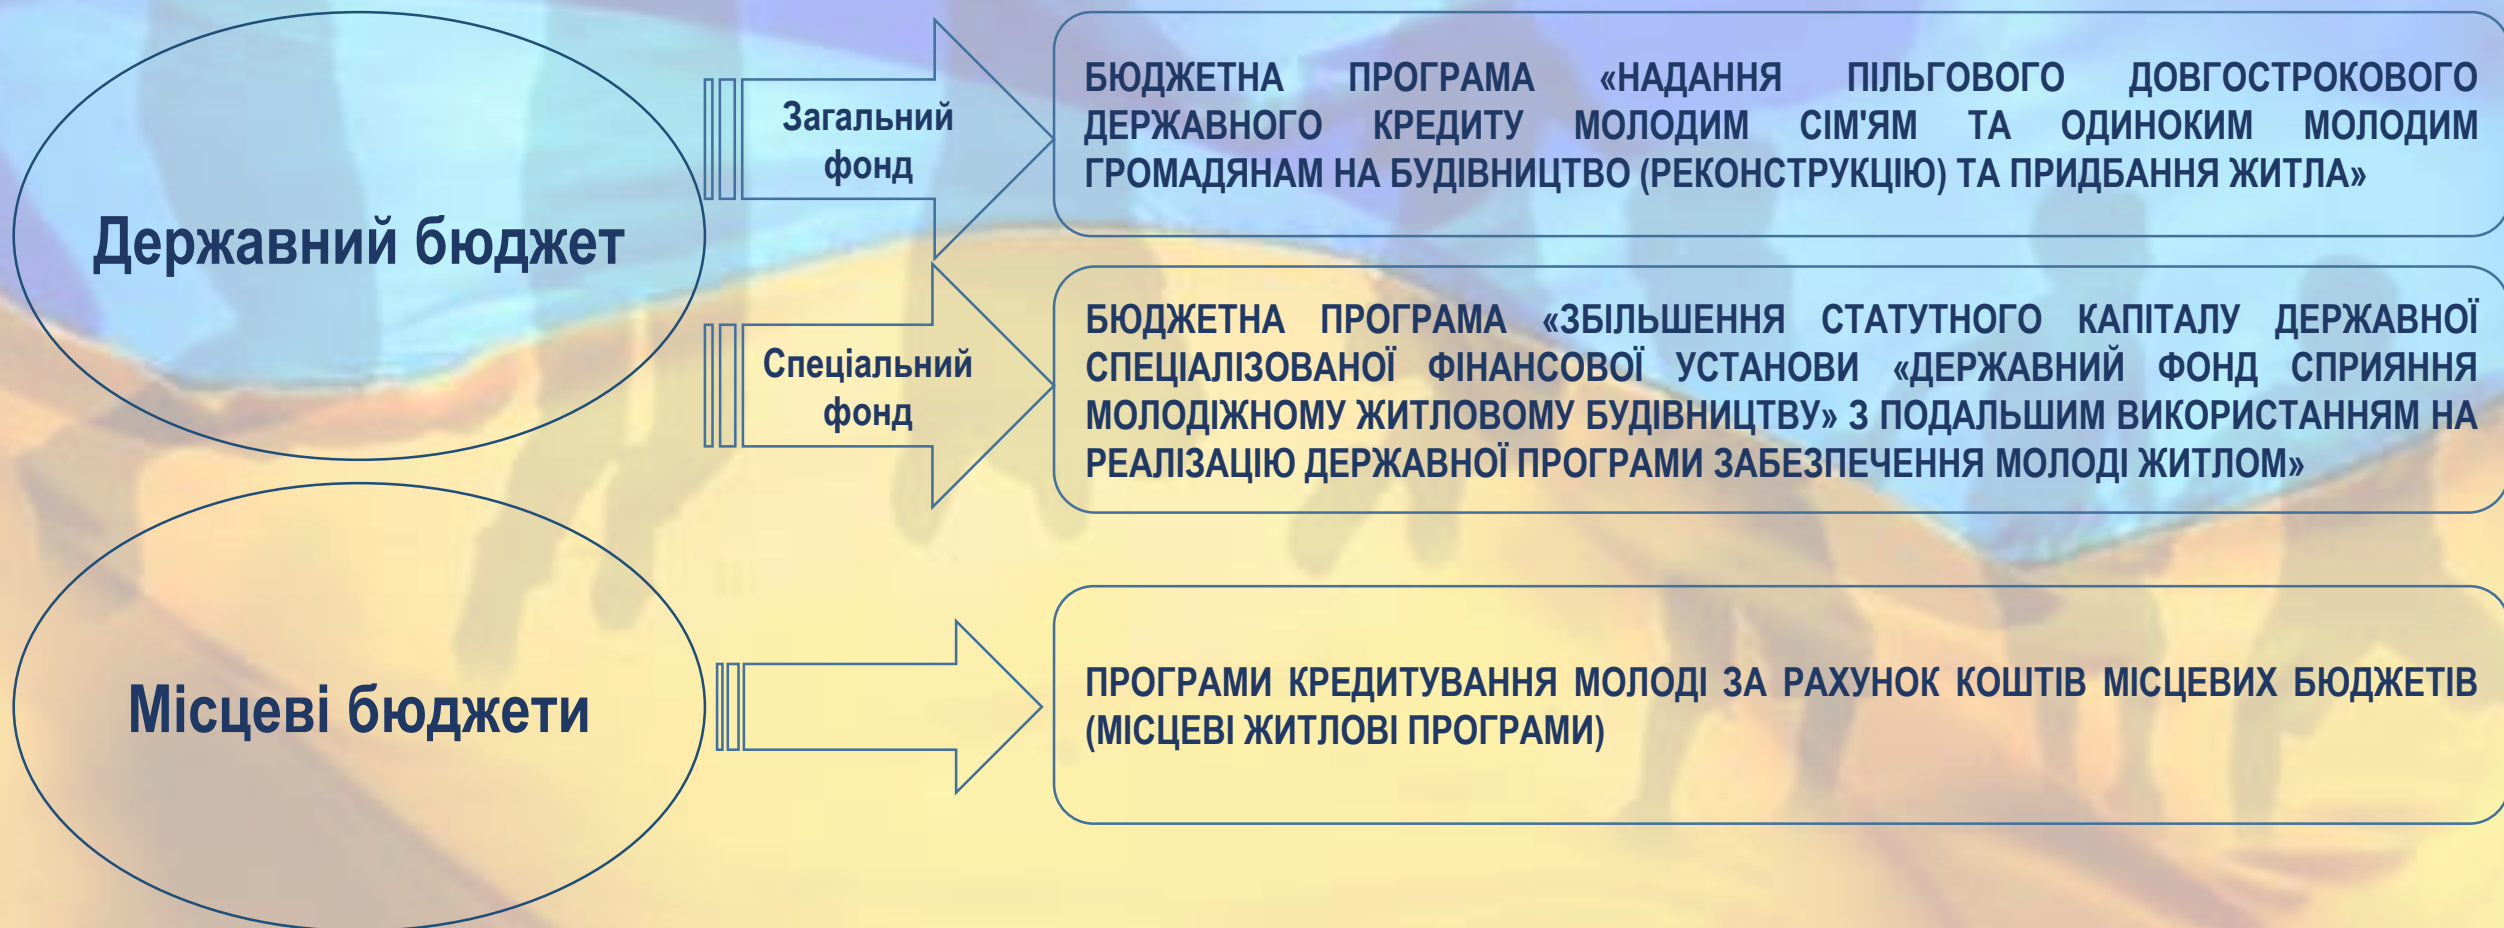 Державний бюджет
Загальний
фонд
БЮДЖЕТНА ПРОГРАМА «НАДАННЯ ПІЛЬГОВОГО ДОВГОСТРОКОВОГО
ДЕРЖАВНОГО КРЕДИТУ МОЛОДИМ СІМ'ЯМ ТА ОДИНОКИМ МОЛОДИМ
ГРОМАДЯНАМ НА БУДІВНИЦТВО (РЕКОНСТРУКЦІЮ) ТА ПРИДБАННЯ ЖИТЛА»
Спеціальний
фонд
БЮДЖЕТНА ПРОГРАМА «ЗБІЛЬШЕННЯ СТАТУТНОГО КАПІТАЛУ ДЕРЖАВНОЇ
СПЕЦІАЛІЗОВАНОЇ ФІНАНСОВОЇ УСТАНОВИ «ДЕРЖАВНИЙ ФОНД СПРИЯННЯ
МОЛОДІЖНОМУ ЖИТЛОВОМУ БУДІВНИЦТВУ» З ПОДАЛЬШИМ ВИКОРИСТАННЯМ НА
РЕАЛІЗАЦІЮ ДЕРЖАВНОЇ ПРОГРАМИ ЗАБЕЗПЕЧЕННЯ МОЛОДІ ЖИТЛОМ»
Місцеві бюджети
ПРОГРАМИ КРЕДИТУВАННЯ МОЛОДІ ЗА РАХУНОК КОШТІВ МІСЦЕВИХ БЮДЖЕТІВ
(МІСЦЕВІ ЖИТЛОВІ ПРОГРАМИ)